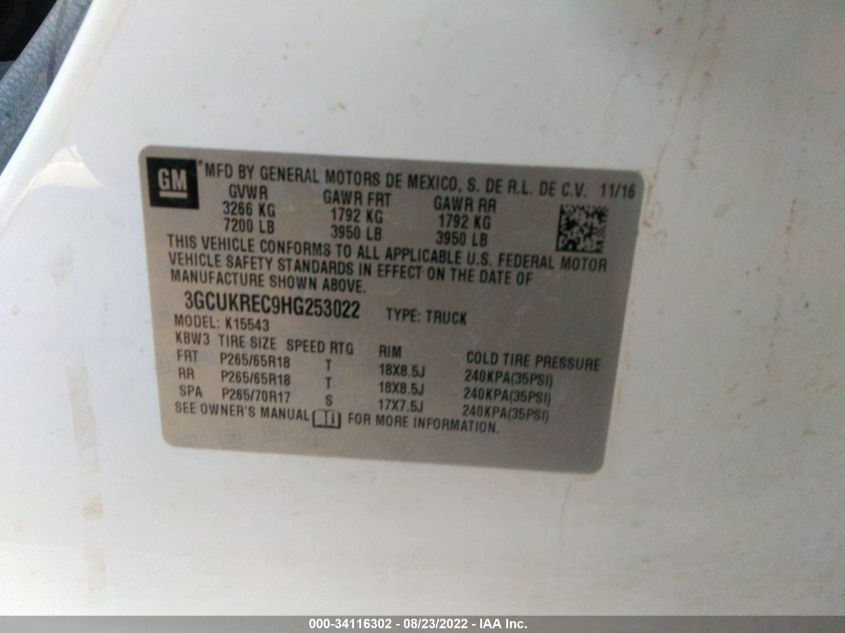 GM
*MFD BY GENERAL MOTORS DE MEXICO, S. DE R.L. DE C.V. 11/16
GVWR GAWR FRT GAWR RR
3266 KG 1792 KG 1792 KG
7200 LB 3950 LB 3950 LB
THIS VEHICLE CONFORMS TO ALL APPLICABLE U.S. FEDERAL MOTOR
VEHICLE SAFETY STANDARDS IN EFFECT ON THE DATE OF
MANUFACTURE SHOWN ABOVE.
3GCUKREC9HG253022 TYPE: TRUCK
MODEL: K15543
KBW3 TIRE SIZE SPEED RTG RIM COLD TIRE PRESSURE
FRT P265/65R18 T 18X8.5J 240KPA(35PSI)
RR P265/65R18 T 18X8.5J 240KPA(35PSI)
SPA P265/70R17 S 17X7.5J 240KPA(35PSI)
SEE OWNER'S MANUAL i FOR MORE INFORMATION.
000-34116302 - 08/23/2022 - IAA Inc.